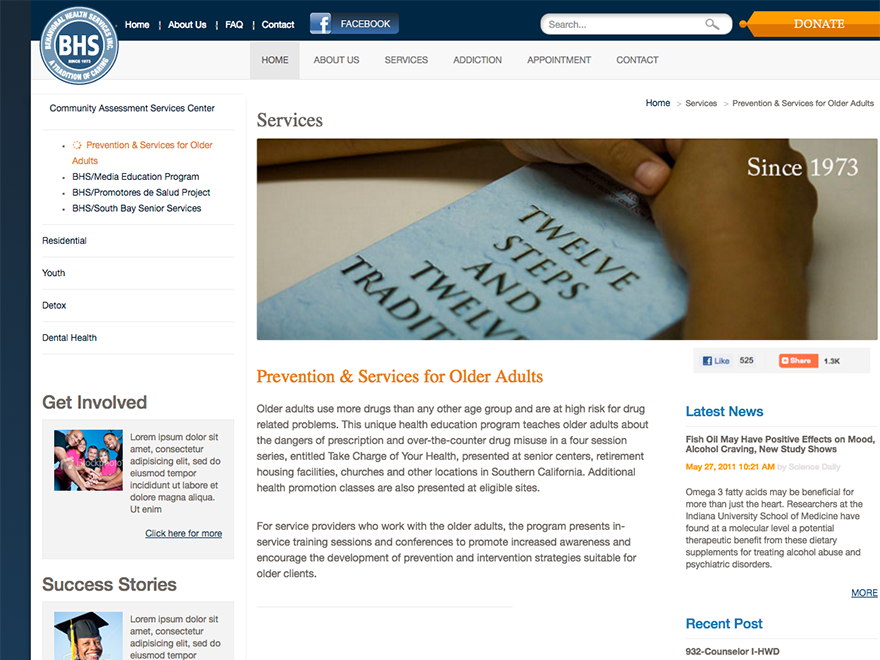 Home | About Us | FAQ | Contact FACEBOOK Search... DONATE
BEHAVIORAL HEALTH SERVICES INC.
BHS
SINCE 1973
A TRADITION OF CARING
HOME ABOUT US SERVICES ADDICTION APPOINTMENT CONTACT
Home > Services > Prevention & Services for Older Adults
Community Assessment Services Center
Prevention & Services for Older
Adults
BHS/Media Education Program
BHS/Promotores de Salud Project
BHS/South Bay Senior Services
Residential
Youth
Detox
Dental Health
Get Involved
Lorem ipsum dolor sit
amet, consectetur
adipiscing elit, sed do
eiusmod tempor
incididunt ut labore et
dolore magna aliqua.
Ut enim
Click here for more
Success Stories
Lorem ipsum dolor sit
amet, consectetur
adipiscing elit, sed do
eiusmod tempor
Services
Since 1973
TWELVE
STEPS
AND
TWELVE
TRADITI
Like 525 Share 1.3K
Prevention & Services for Older Adults
Older adults use more drugs than any other age group and are at high risk for drug
related problems. This unique health education program teaches older adults about
the dangers of prescription and over-the-counter drug misuse in a four session
series, entitled Take Charge of Your Health, presented at senior centers, retirement
housing facilities, churches and other locations in Southern California. Additional
health promotion classes are also presented at eligible sites.
For service providers who work with the older adults, the program presents in-
service training sessions and conferences to promote increased awareness and
encourage the development of prevention and intervention strategies suitable for
older clients.
Latest News
Fish Oil May Have Positive Effects on Mood,
Alcohol Craving, New Study Shows
May 27, 2011 10:21 AM by Science Daily
Omega 3 fatty acids may be beneficial for
more than just the heart. Researchers at the
Indiana University School of Medicine have
found at a molecular level a potential
therapeutic benefit from these dietary
supplements for treating alcohol abuse and
psychiatric disorders.
MORE
Recent Post
932-Counselor I-HWD